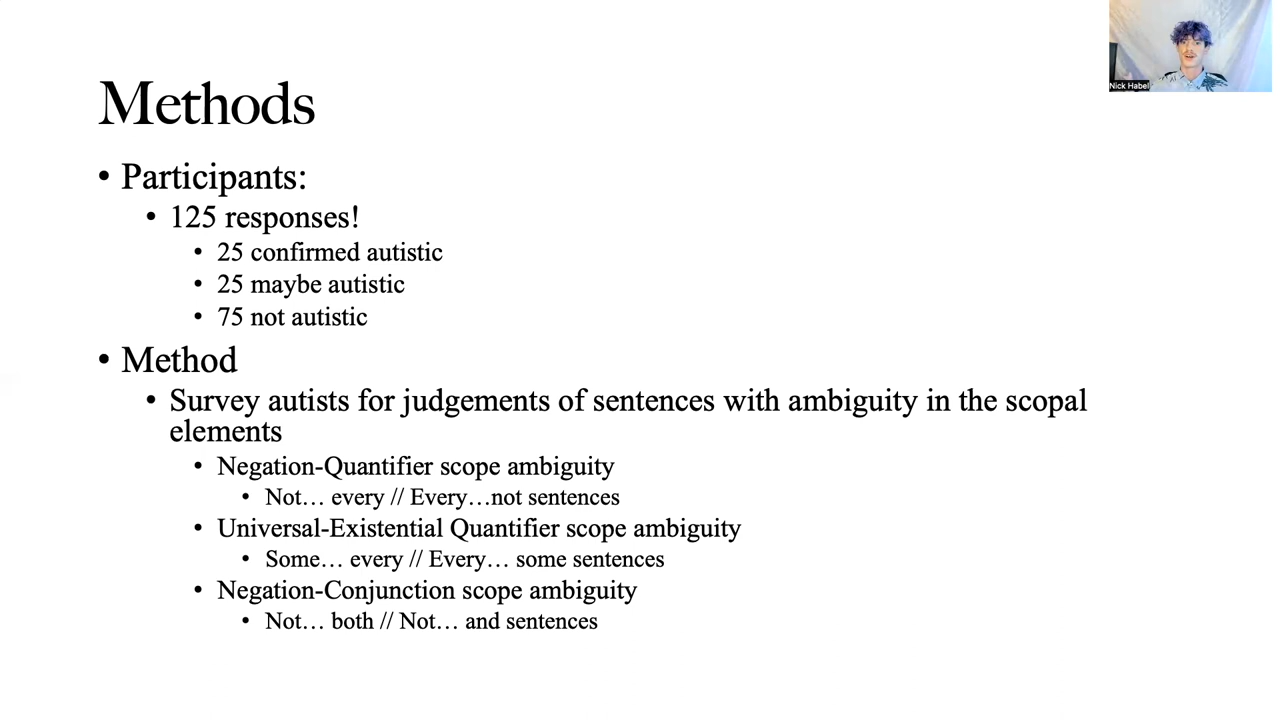 Nick Habel
Methods
• Participants:
• 125 responses!
• 25 confirmed autistic
• 25 maybe autistic
• 75 not autistic
• Method
• Survey autists for judgements of sentences with ambiguity in the scopal
elements
• Negation-Quantifier scope ambiguity
• Not… every // Every…not sentences
• Universal-Existential Quantifier scope ambiguity
• Some… every // Every… some sentences
• Negation-Conjunction scope ambiguity
• Not… both // Not… and sentences